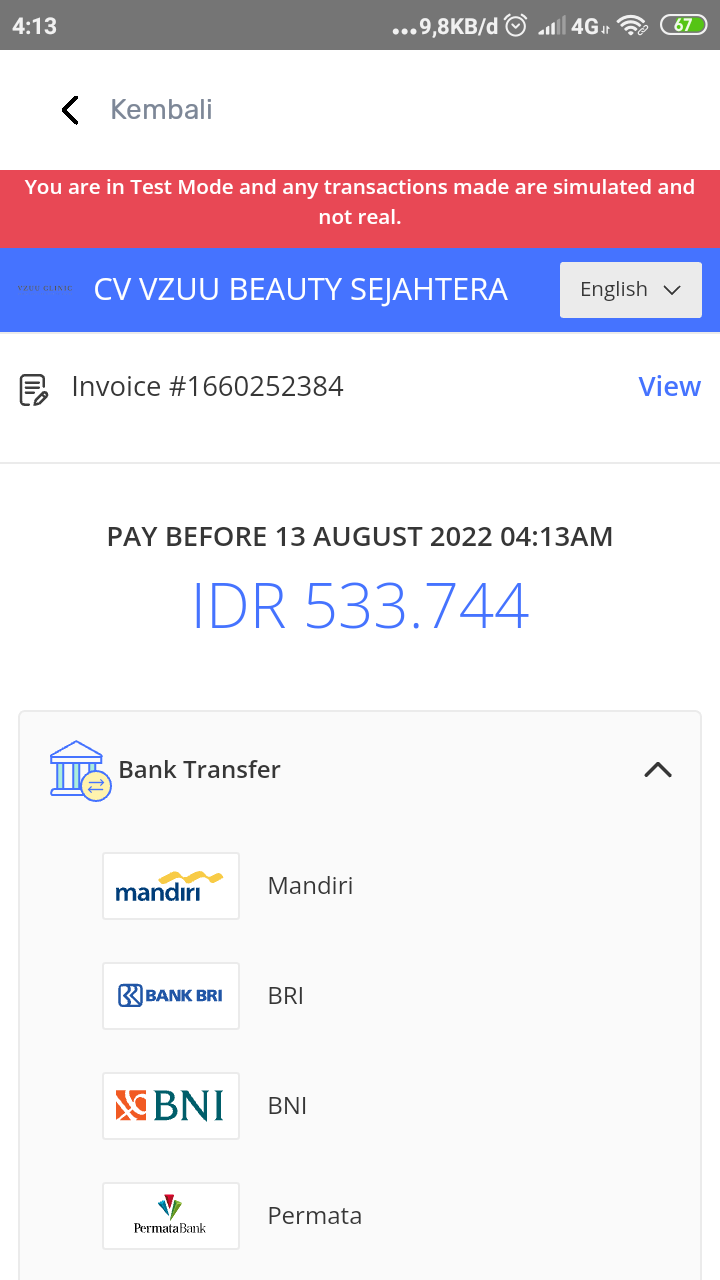 4:13
...9,8KB/d 4G 67
Kembali
You are in Test Mode and any transactions made are simulated and
not real.
VZUU CLINIC CV VZUU BEAUTY SEJAHTERA English
Invoice #1660252384 View
PAY BEFORE 13 AUGUST 2022 04:13AM
IDR 533.744
Bank Transfer
mandiri Mandiri
BANK BRI BRI
BNI BNI
PermataBank Permata